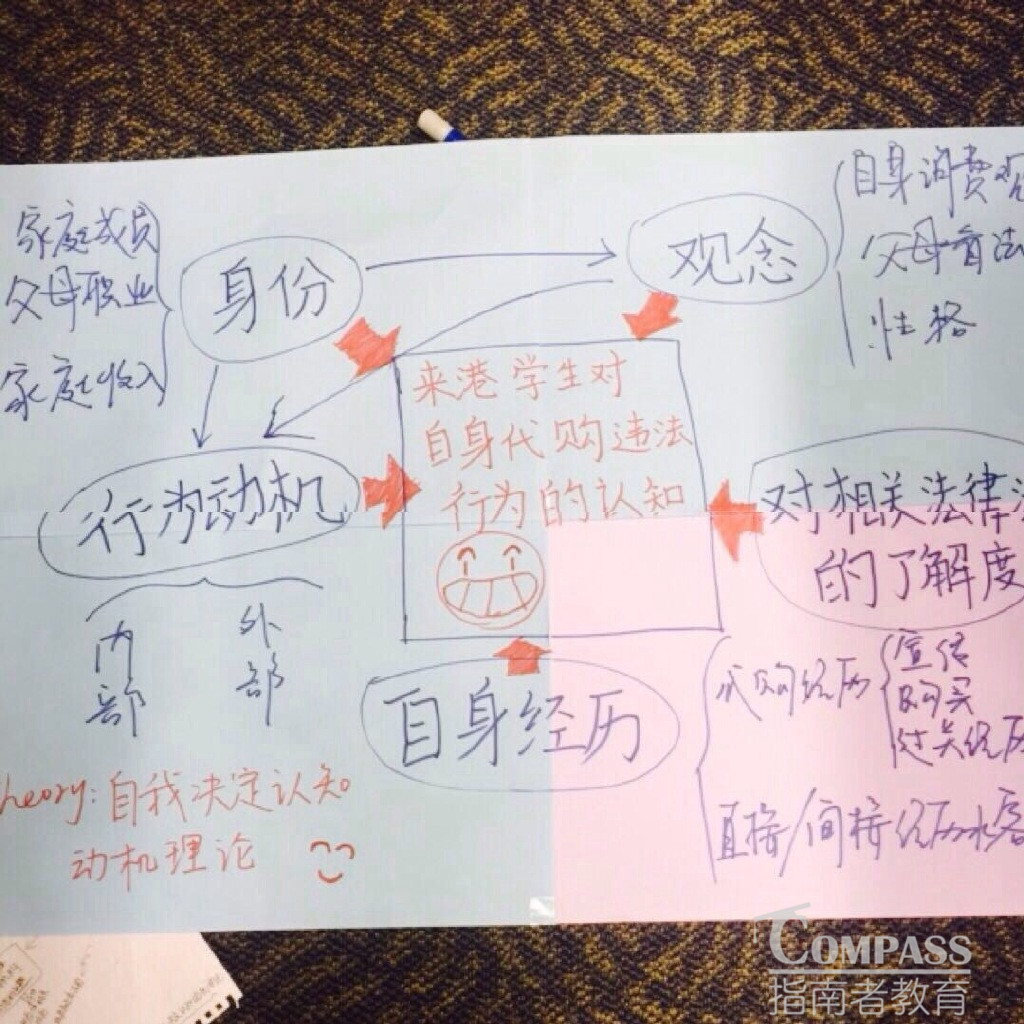 家庭成员
父母职业
家庭收入
身份
观念
自身消费观
父母看法
性格
来港学生对
自身代购违法
行为的认知
行为动机
内部
外部
对相关法律
的了解度
自身经历
代购经历
宣传
购买
过关经历
直接/间接经历水客
theory: 自我决定认知
动机理论
COMPASS
指南者教育